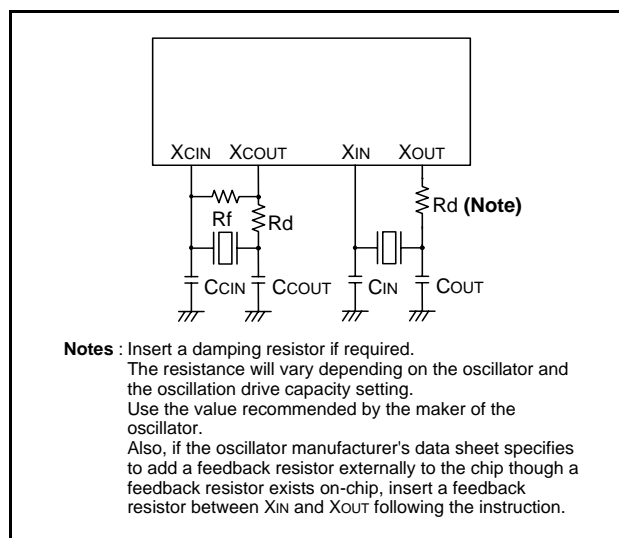 XCIN XCOUT XIN XOUT
Rf Rd Rd (Note)
CCIN CCOUT CIN COUT
Notes : Insert a damping resistor if required.
The resistance will vary depending on the oscillator and
the oscillation drive capacity setting.
Use the value recommended by the maker of the
oscillator.
Also, if the oscillator manufacturer's data sheet specifies
to add a feedback resistor externally to the chip though a
feedback resistor exists on-chip, insert a feedback
resistor between XIN and XOUT following the instruction.